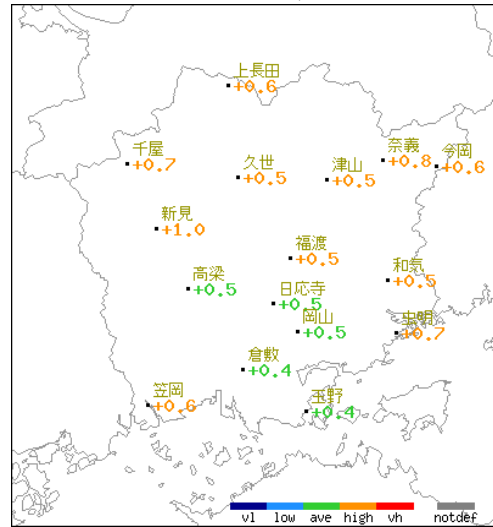 上長田
+0.6
千屋
+0.7
久世
+0.5
津山
+0.5
奈義
+0.8
今岡
+0.6
新見
+1.0
福渡
+0.5
高梁
+0.5
日応寺
+0.5
和気
+0.5
岡山
+0.5
虫明
+0.7
倉敷
+0.4
笠岡
+0.6
玉野
+0.4
vl low ave high vh notdef